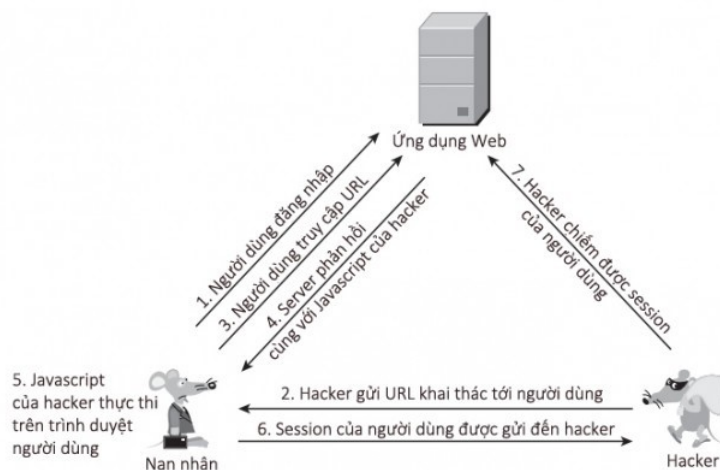 Ứng dụng Web
1. Người dùng đăng nhập
3. Người dùng truy cập URL
4. Server phản hồi
cùng với Javascript của hacker
7. Hacker chiếm được session
của người dùng
5. Javascript
của hacker thực thi
trên trình duyệt
người dùng
2. Hacker gửi URL khai thác tới người dùng
6. Session của người dùng được gửi đến hacker
Nạn nhân
Hacker